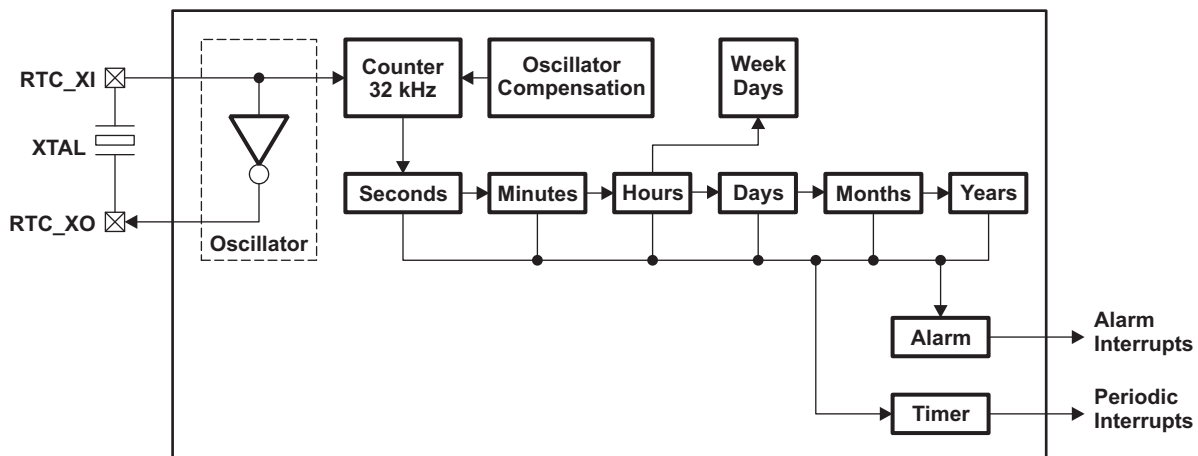 RTC_XI
XTAL
RTC_XO
Oscillator
Counter
32 kHz
Oscillator
Compensation
Week
Days
Seconds
Minutes
Hours
Days
Months
Years
Alarm
Alarm
Interrupts
Timer
Periodic
Interrupts